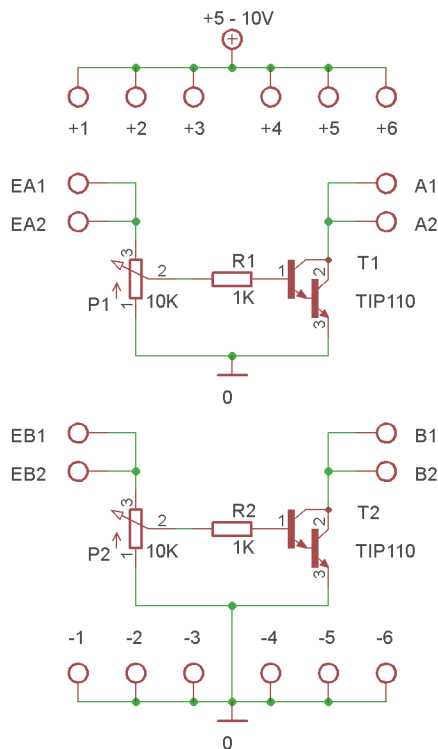 +5 - 10V
+1 +2 +3 +4 +5 +6
EA1 A1
EA2 A2
3
2 R1 1 2 T1
P1 1 10K 1K 3 TIP110
0
EB1 B1
EB2 B2
3
2 R2 1 2 T2
P2 1 10K 1K 3 TIP110
-1 -2 -3 -4 -5 -6
0